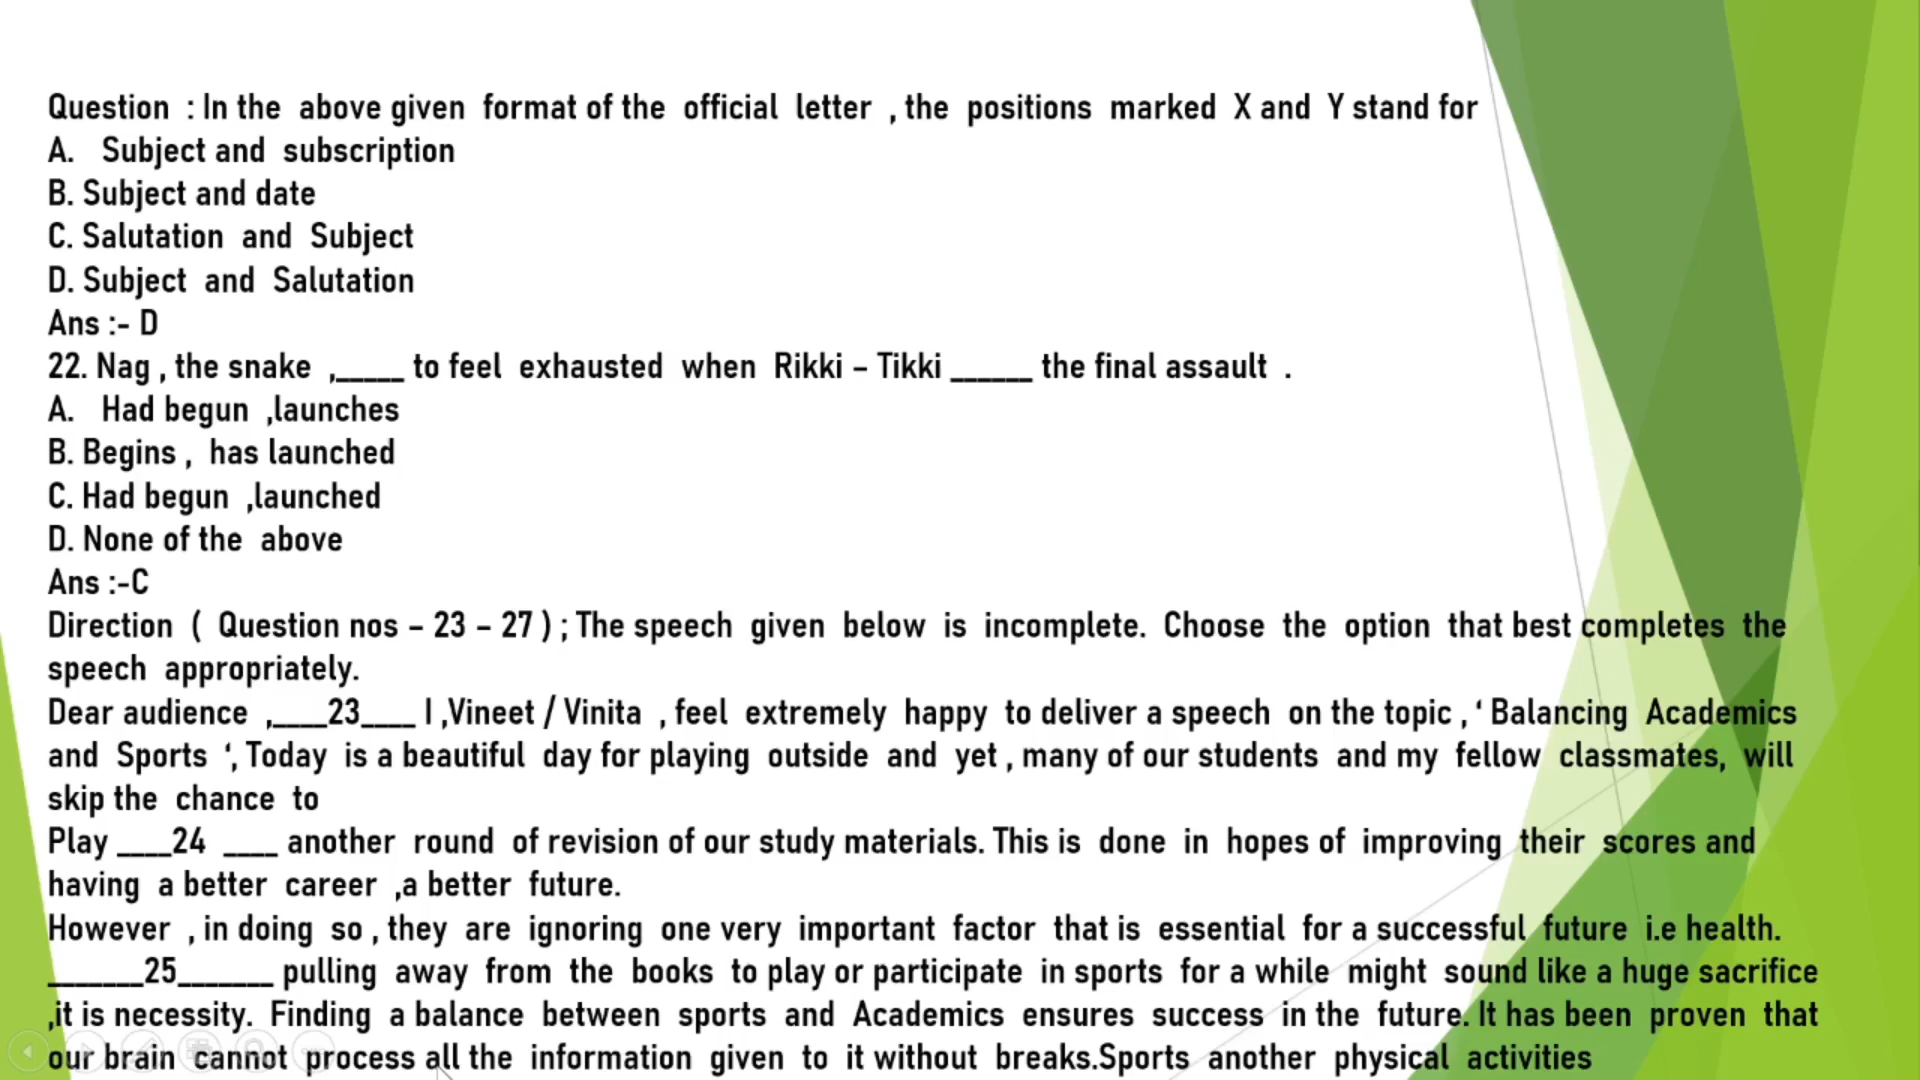 Question : In the above given format of the official letter , the positions marked X and Y stand for
A. Subject and subscription
B. Subject and date
C. Salutation and Subject
D. Subject and Salutation
Ans :- D
22. Nag , the snake ,_____ to feel exhausted when Rikki – Tikki ______ the final assault .
A. Had begun ,launches
B. Begins , has launched
C. Had begun ,launched
D. None of the above
Ans :-C
Direction ( Question nos – 23 – 27 ) ; The speech given below is incomplete. Choose the option that best completes the
speech appropriately.
Dear audience ,____23____ I ,Vineet / Vinita , feel extremely happy to deliver a speech on the topic , ‘ Balancing Academics
and Sports ‘, Today is a beautiful day for playing outside and yet , many of our students and my fellow classmates, will
skip the chance to
Play ____24 ____ another round of revision of our study materials. This is done in hopes of improving their scores and
having a better career ,a better future.
However , in doing so , they are ignoring one very important factor that is essential for a successful future i.e health.
_______25_______ pulling away from the books to play or participate in sports for a while might sound like a huge sacrifice
,it is necessity. Finding a balance between sports and Academics ensures success in the future. It has been proven that
our brain cannot process all the information given to it without breaks.Sports another physical activities